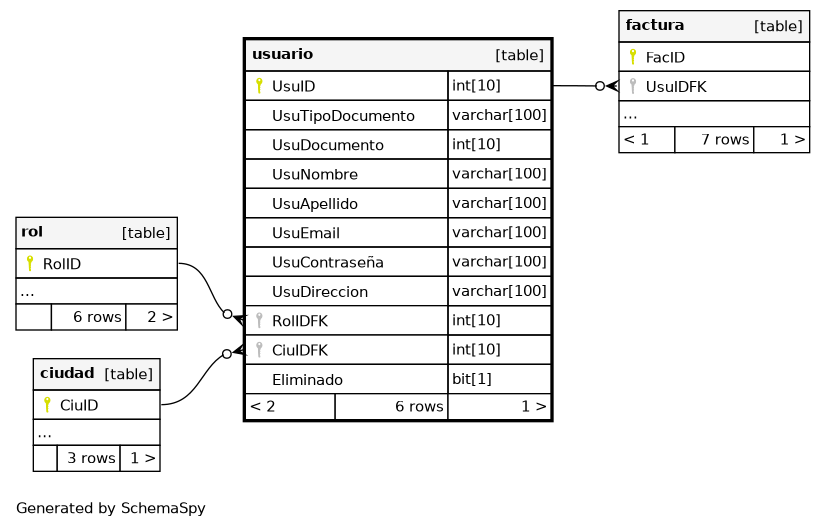 usuario [table]
UsuID int[10]
UsuTipoDocumento varchar[100]
UsuDocumento int[10]
UsuNombre varchar[100]
UsuApellido varchar[100]
UsuEmail varchar[100]
UsuContraseña varchar[100]
UsuDireccion varchar[100]
RolIDFK int[10]
CiuIDFK int[10]
Eliminado bit[1]
< 2 6 rows 1 >
factura [table]
FacID
UsuIDFK
...
< 1 7 rows 1 >
rol [table]
RolID
...
6 rows 2 >
ciudad [table]
CiuID
...
3 rows 1 >
Generated by SchemaSpy